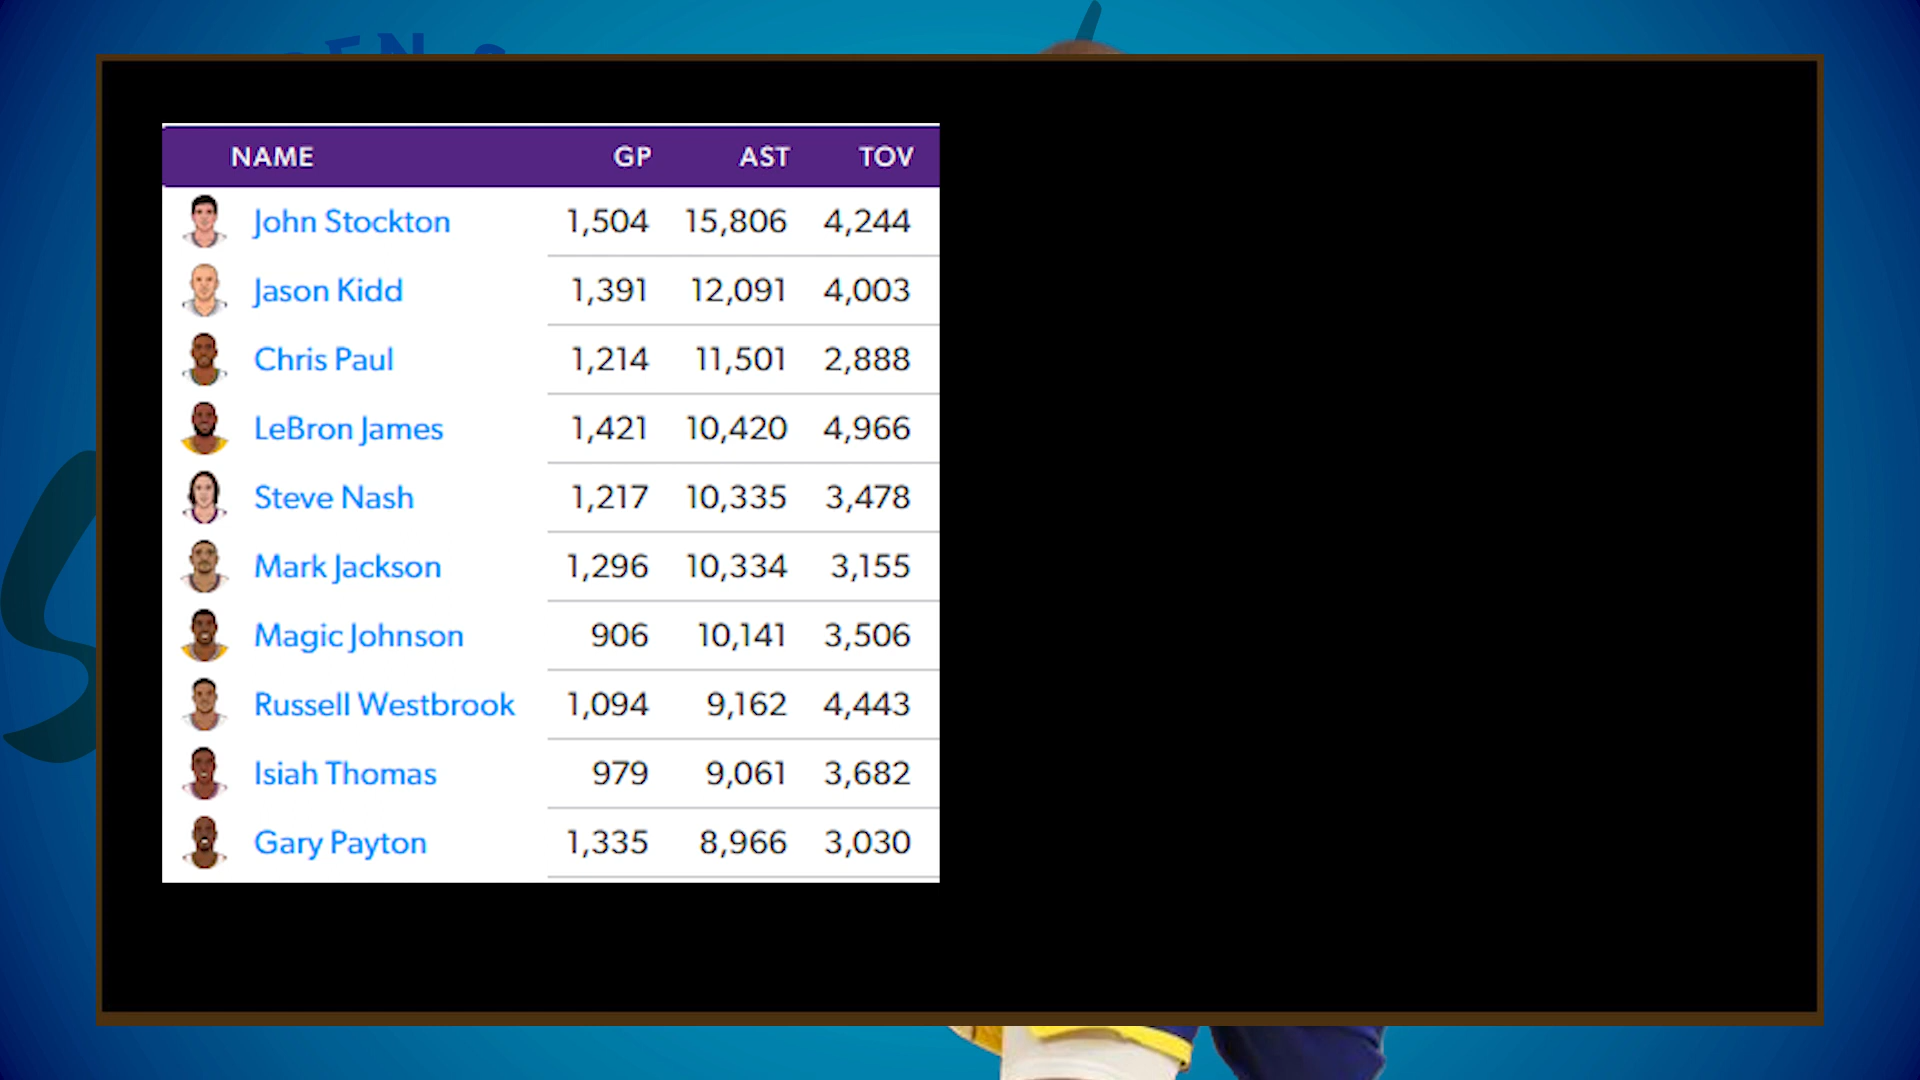 NAME GP AST TOV
John Stockton 1,504 15,806 4,244
Jason Kidd 1,391 12,091 4,003
Chris Paul 1,214 11,501 2,888
LeBron James 1,421 10,420 4,966
Steve Nash 1,217 10,335 3,478
Mark Jackson 1,296 10,334 3,155
Magic Johnson 906 10,141 3,506
Russell Westbrook 1,094 9,162 4,443
Isiah Thomas 979 9,061 3,682
Gary Payton 1,335 8,966 3,030